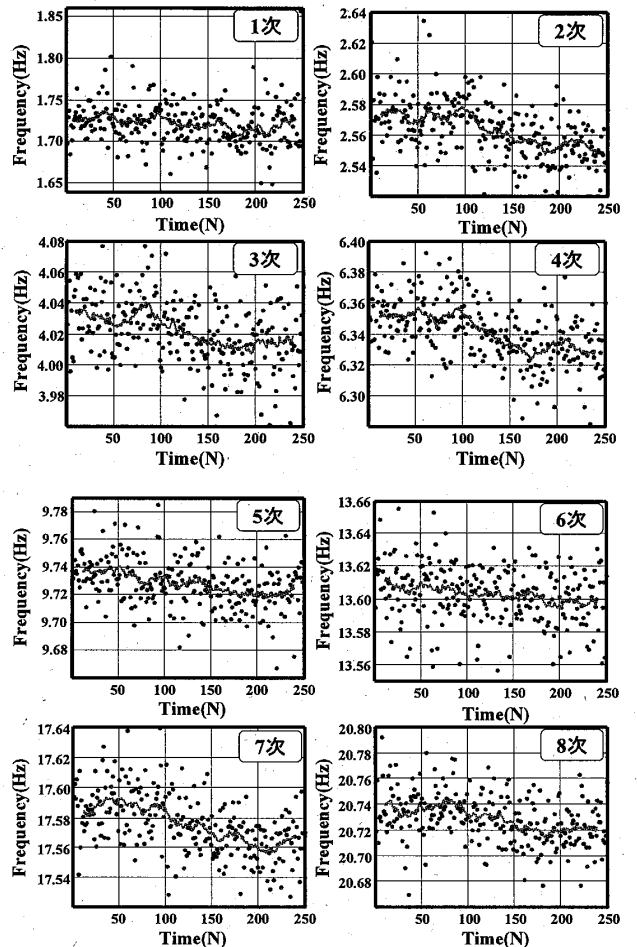 1次
Frequency(Hz)
1.85
1.80
1.75
1.70
1.65
50 100 150 200 250
Time(N)
2次
Frequency(Hz)
2.64
2.62
2.60
2.58
2.56
2.54
50 100 150 200 250
Time(N)
3次
Frequency(Hz)
4.08
4.06
4.04
4.02
4.00
3.98
50 100 150 200 250
Time(N)
4次
Frequency(Hz)
6.40
6.38
6.36
6.34
6.32
6.30
50 100 150 200 250
Time(N)
5次
Frequency(Hz)
9.78
9.76
9.74
9.72
9.70
9.68
50 100 150 200 250
Time(N)
6次
Frequency(Hz)
13.66
13.64
13.62
13.60
13.58
13.56
50 100 150 200 250
Time(N)
7次
Frequency(Hz)
17.64
17.62
17.60
17.58
17.56
17.54
50 100 150 200 250
Time(N)
8次
Frequency(Hz)
20.80
20.78
20.76
20.74
20.72
20.70
20.68
50 100 150 200 250
Time(N)